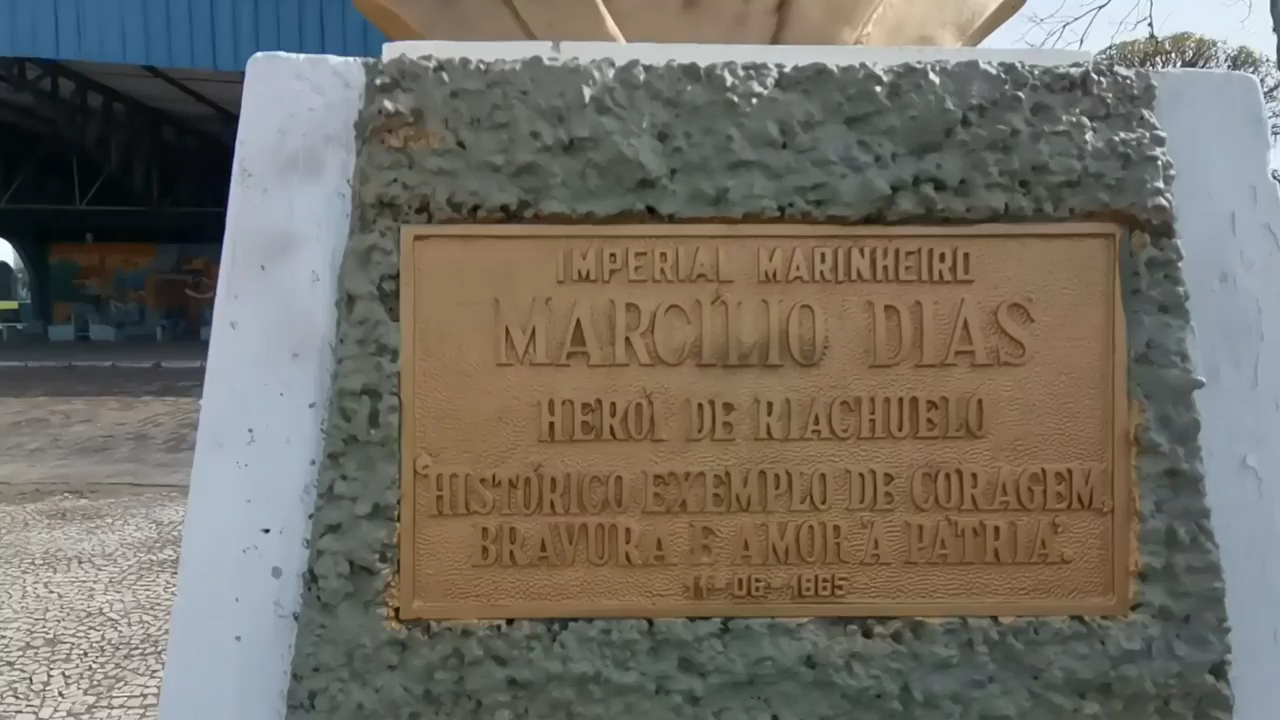 IMPERIAL MARINHEIRO
MARCÍLIO DIAS
HERÓI DE RIACHUELO
"HISTÓRICO EXEMPLO DE CORAGEM,
BRAVURA E AMOR À PÁTRIA".
11-06-1865